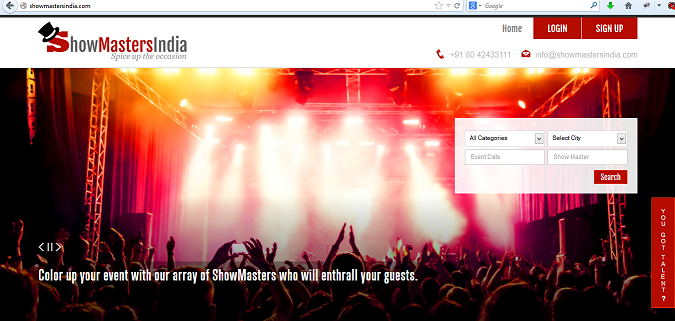 showmastersindia.com
Google
Home
LOGIN
SIGN UP
ShowMastersIndia
Spice up the occasion
+91 80 42433111
info@showmastersindia.com
All Categories
Select City
Event Date
Show Master
Search
YOU GOT TALENT?
Color up your event with our array of ShowMasters who will enthrall your guests.